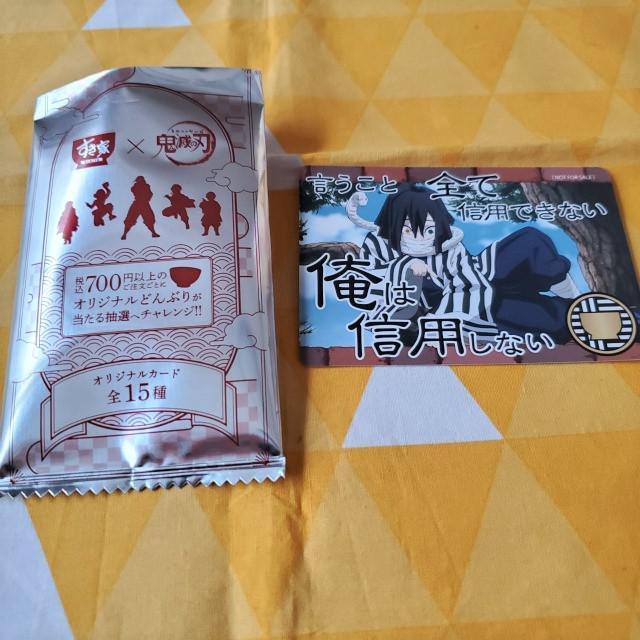 すき家
×
鬼滅の刃
税込700円以上の
ご注文ごとに
オリジナルどんぶりが
当たる抽選へチャレンジ!!
オリジナルカード
全15種
言うこと 全て
信用できない
俺は
信用しない
(NOT FOR SALE)